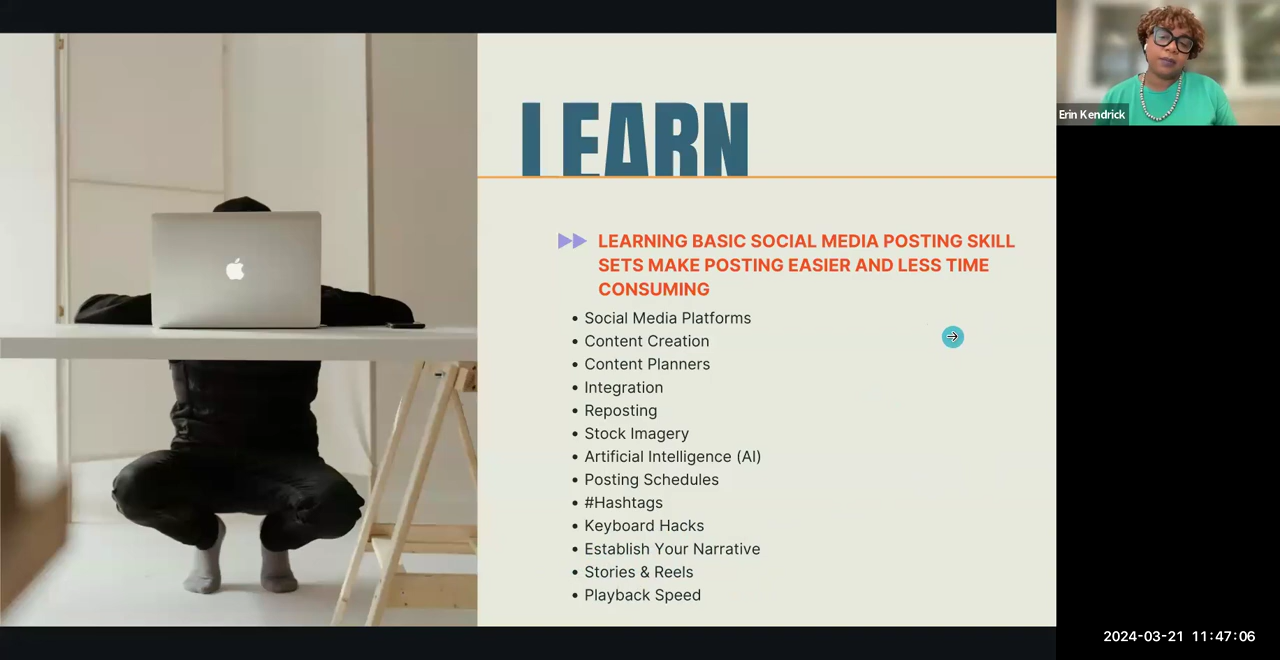 LEARN
LEARNING BASIC SOCIAL MEDIA POSTING SKILL
SETS MAKE POSTING EASIER AND LESS TIME
CONSUMING
• Social Media Platforms
• Content Creation
• Content Planners
• Integration
• Reposting
• Stock Imagery
• Artificial Intelligence (AI)
• Posting Schedules
• #Hashtags
• Keyboard Hacks
• Establish Your Narrative
• Stories & Reels
• Playback Speed
Erin Kendrick
2024-03-21 11:47:06